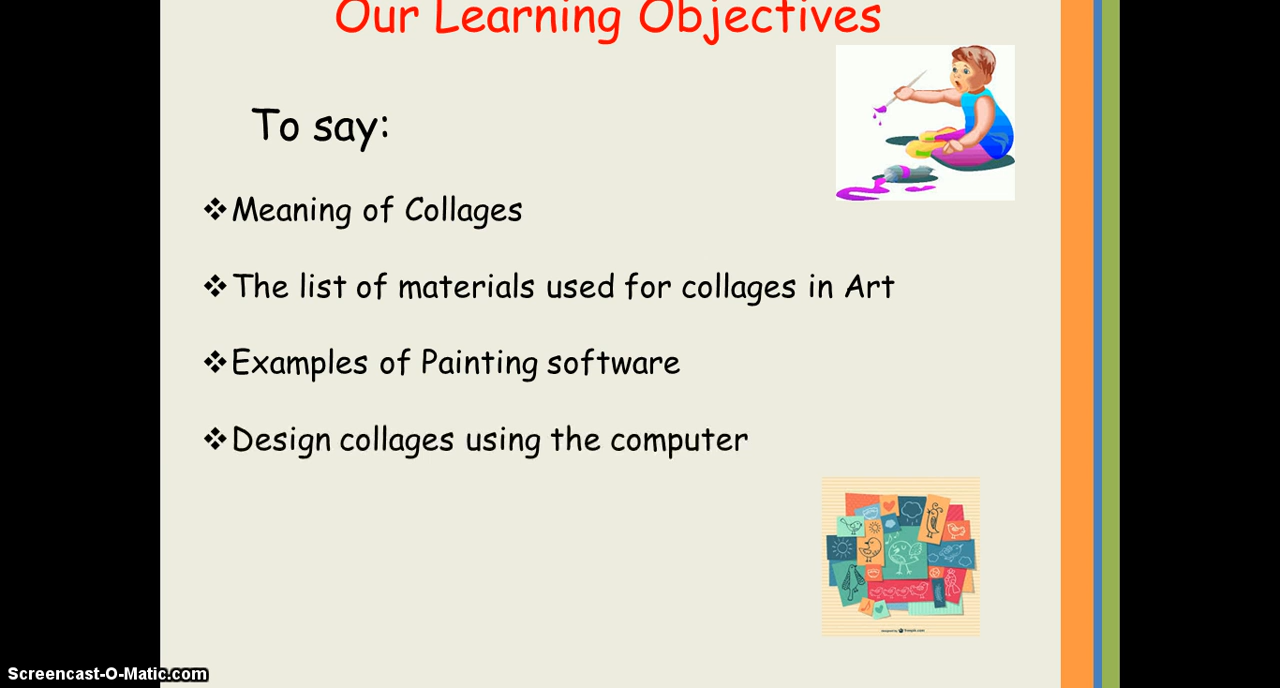 Our Learning Objectives
To say:
❖Meaning of Collages
❖The list of materials used for collages in Art
❖Examples of Painting software
❖Design collages using the computer
Screencast-O-Matic.com